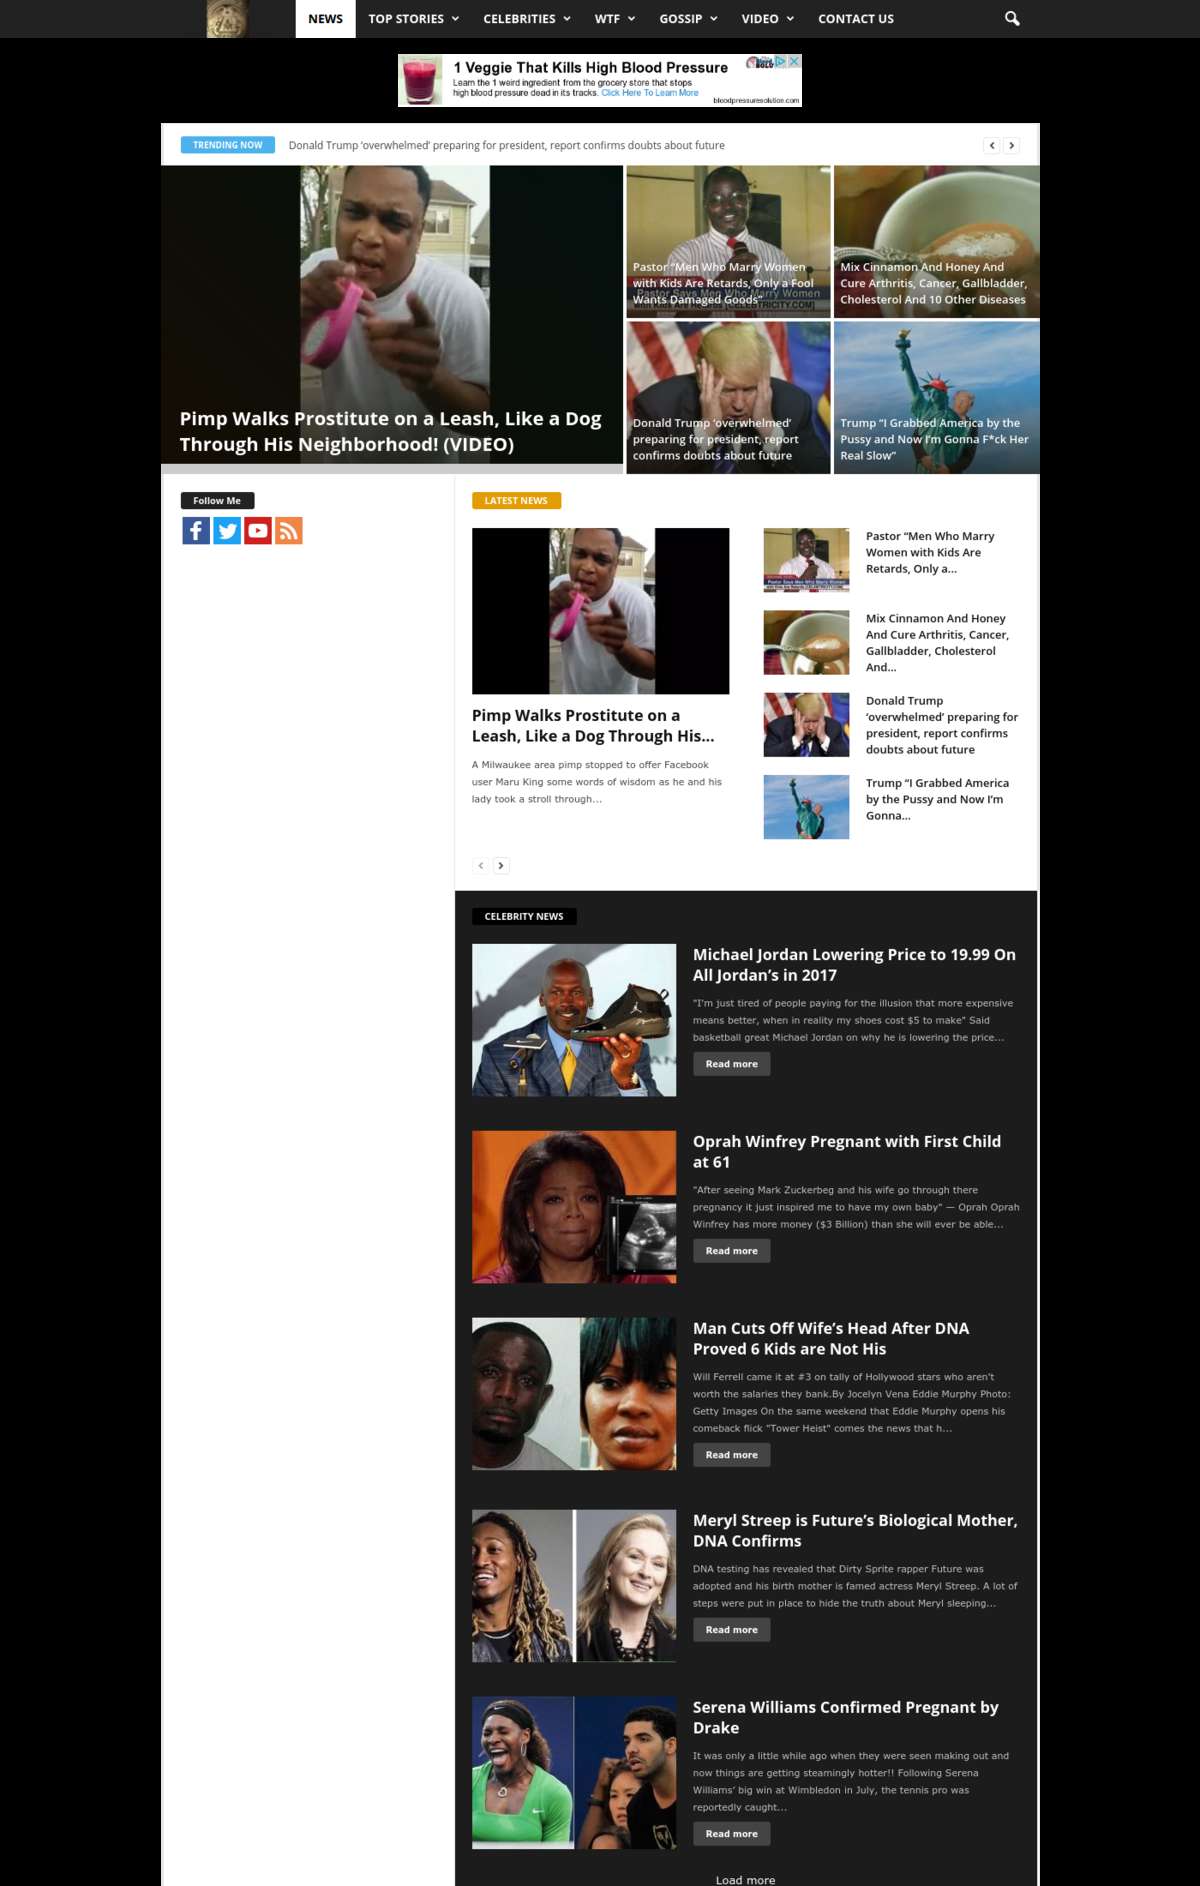 NEWS TOP STORIES CELEBRITIES WTF GOSSIP VIDEO CONTACT US
1 Veggie That Kills High Blood Pressure
Learn the 1 weird ingredient from the grocery store that stops
high blood pressure dead in its tracks. Click Here To Learn More
bloodpressuresolution.com
TRENDING NOW Donald Trump ‘overwhelmed’ preparing for president, report confirms doubts about future
Pimp Walks Prostitute on a Leash, Like a Dog
Through His Neighborhood! (VIDEO)
Pastor “Men Who Marry Women
with Kids Are Retards, Only a Fool
Wants Damaged Goods”
Pastor Says Men Who Marry Women
Mix Cinnamon And Honey And
Cure Arthritis, Cancer, Gallbladder,
Cholesterol And 10 Other Diseases
Donald Trump ‘overwhelmed’
preparing for president, report
confirms doubts about future
Trump “I Grabbed America by the
Pussy and Now I’m Gonna F*ck Her
Real Slow”
Follow Me
LATEST NEWS
Pimp Walks Prostitute on a
Leash, Like a Dog Through His...
A Milwaukee area pimp stopped to offer Facebook
user Maru King some words of wisdom as he and his
lady took a stroll through...
Pastor “Men Who Marry
Women with Kids Are
Retards, Only a...
Pastor Says Men Who Marry Women
Mix Cinnamon And Honey
And Cure Arthritis, Cancer,
Gallbladder, Cholesterol
And...
Donald Trump
‘overwhelmed’ preparing for
president, report confirms
doubts about future
Trump “I Grabbed America
by the Pussy and Now I’m
Gonna...
CELEBRITY NEWS
Michael Jordan Lowering Price to 19.99 On
All Jordan’s in 2017
"I'm just tired of people paying for the illusion that more expensive
means better, when in reality my shoes cost $5 to make" Said
basketball great Michael Jordan on why he is lowering the price...
Read more
Oprah Winfrey Pregnant with First Child
at 61
"After seeing Mark Zuckerbeg and his wife go through there
pregnancy it just inspired me to have my own baby" — Oprah Oprah
Winfrey has more money ($3 Billion) than she will ever be able...
Read more
Man Cuts Off Wife’s Head After DNA
Proved 6 Kids are Not His
Will Ferrell came it at #3 on tally of Hollywood stars who aren't
worth the salaries they bank.By Jocelyn Vena Eddie Murphy Photo:
Getty Images On the same weekend that Eddie Murphy opens his
comeback flick "Tower Heist" comes the news that h...
Read more
Meryl Streep is Future’s Biological Mother,
DNA Confirms
DNA testing has revealed that Dirty Sprite rapper Future was
adopted and his birth mother is famed actress Meryl Streep. A lot of
steps were put in place to hide the truth about Meryl sleeping...
Read more
Serena Williams Confirmed Pregnant by
Drake
It was only a little while ago when they were seen making out and
now things are getting steamingly hotter!! Following Serena
Williams’ big win at Wimbledon in July, the tennis pro was
reportedly caught...
Read more
Load more